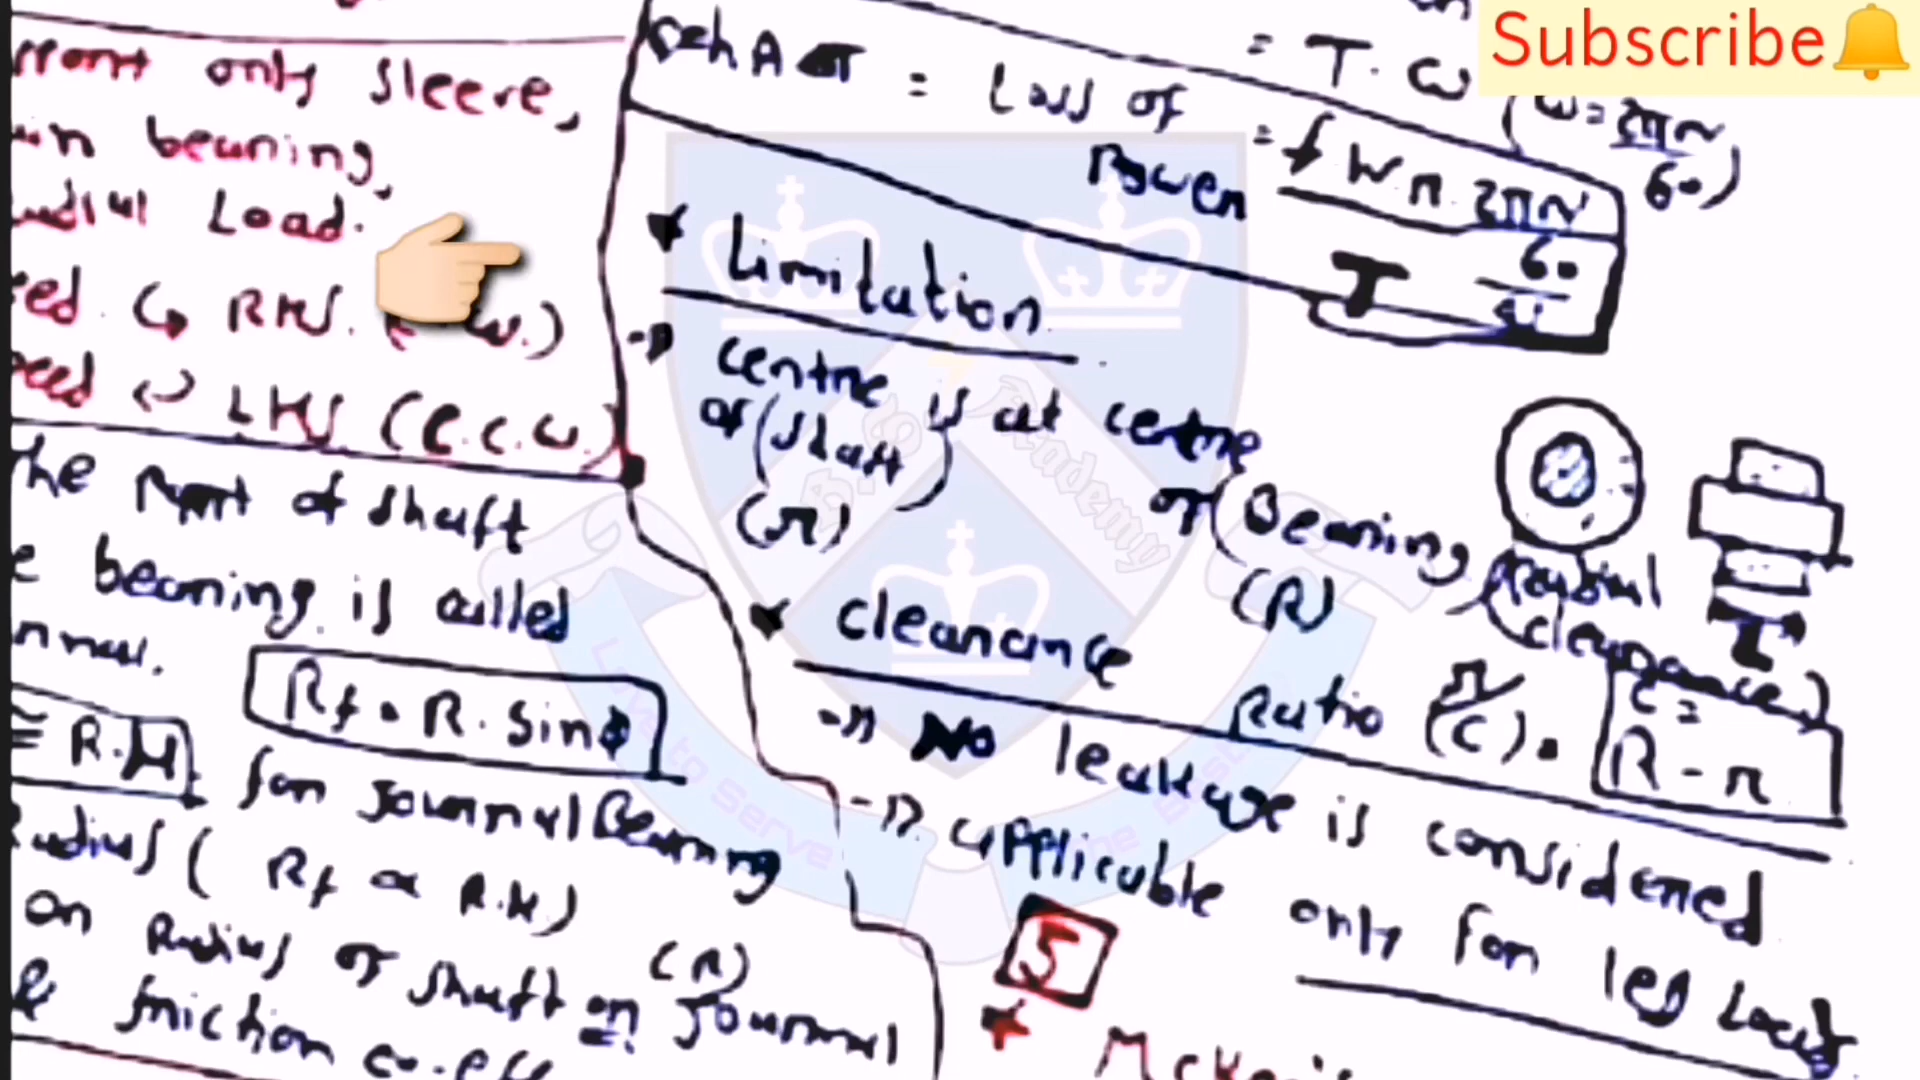 Subscribe
only sleeve,
bearing,
Load.
RHS.
LHS (C.C.W.)
The Part of shaft
bearing is called
Rf = R. Sinφ
≅ R.μ
for Journal Bearing
Radius ( Rf ∝ R.μ)
on Radius of shaft or Journal
(R)
& friction co-eff
= T. ω
(ω = 2πN
60)
= Loss of
Power
= f W r. 2πN
60
Limitation
centre is at centre
of (shaft)
(r)
of (Bearing)
(R)
clearance Ratio (r/c).
(Radial
clearance)
c =
R - r
No leakage is considered
applicable only for less Load
5